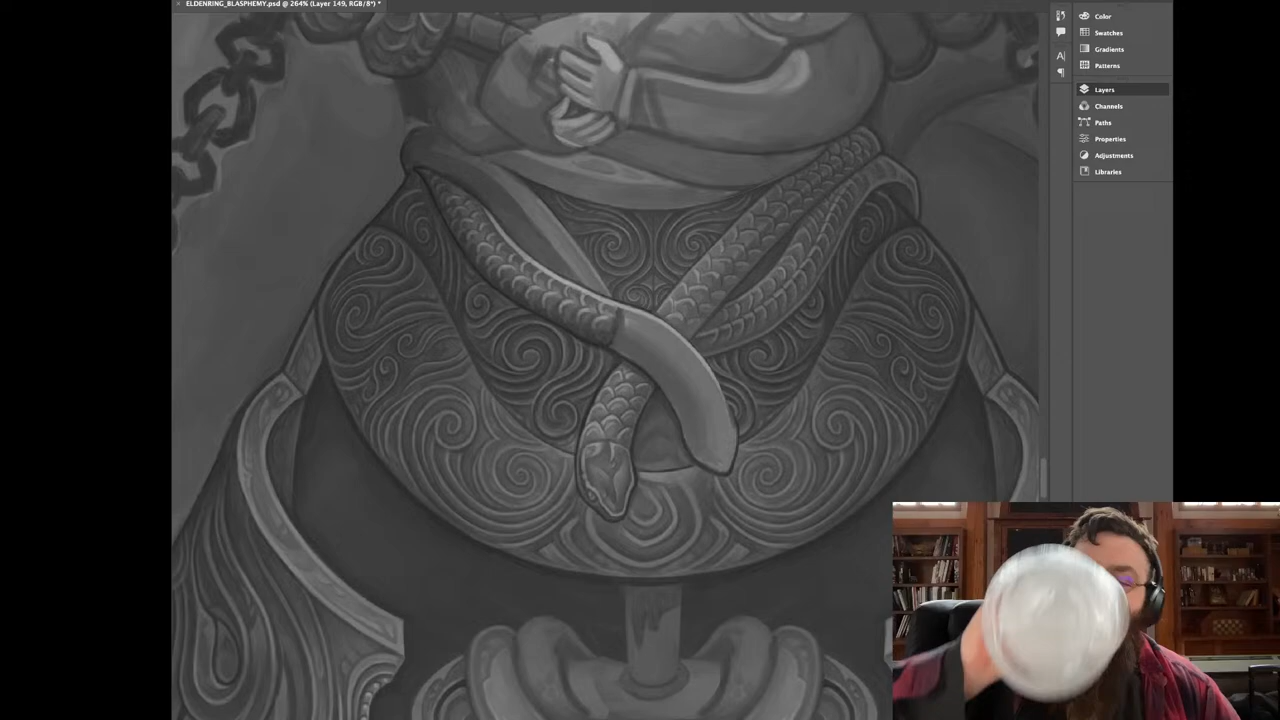 ELDENRING_BLASPHEMY.psd @ 264% (Layer 149, RGB/8*) *
Color
Swatches
Gradients
Patterns
Layers
Channels
Paths
Properties
Adjustments
Libraries